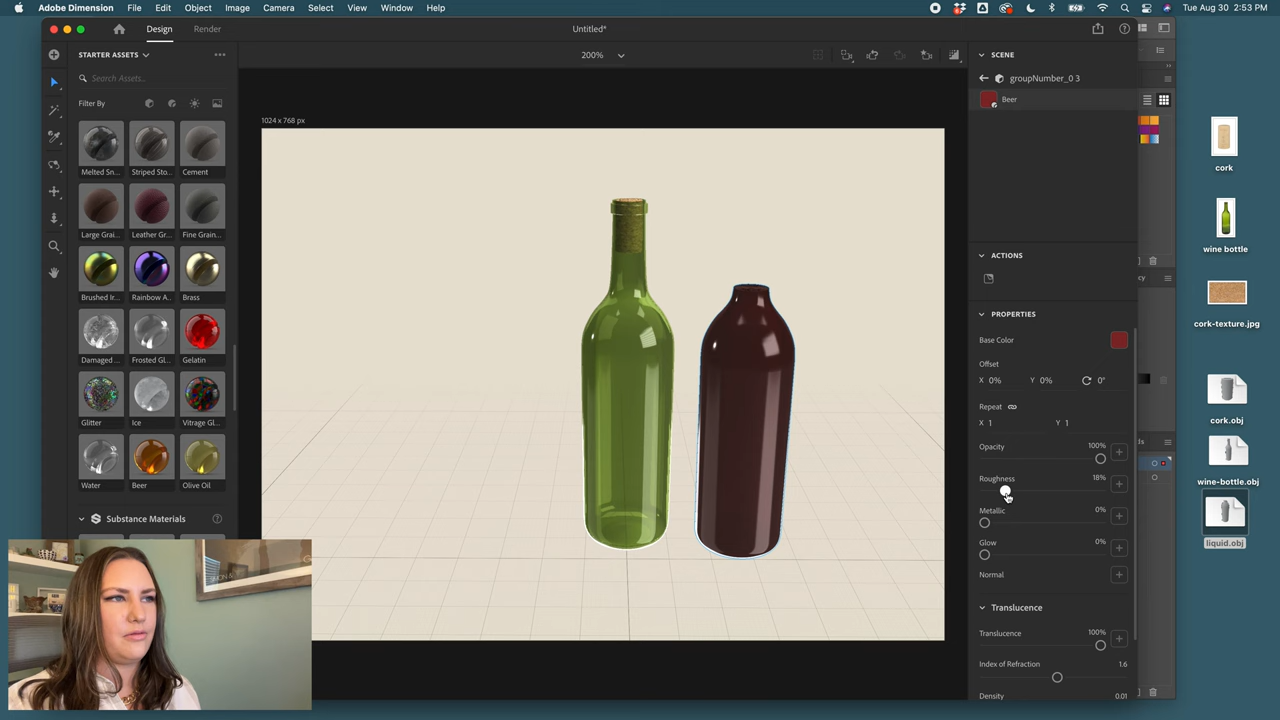 Adobe Dimension File Edit Object Image Camera Select Window Help Tue Aug 30 2:53 PM
Design Render Untitled*
STARTER ASSETS
200%
SCENE
groupNumber_0 3
Search Assets...
Beer
Filter By
1024 x 768 px
Melted Sn... Striped Sto... Cement
cork
Large Grai... Leather Gr... Fine Grain...
wine bottle
ACTIONS
Brushed Ir... Rainbow A... Brass
PROPERTIES
cork-texture.jpg
Base Color
Damaged ... Frosted Gl... Gelatin
Offset
X 0% Y 0% 0°
Repeat
Glitter Ice Vitrage Gl...
X 1 Y 1
cork.obj
Opacity 100%
Water Beer Olive Oil
Roughness 18%
wine-bottle.obj
Metallic 0%
Substance Materials
Glow 0%
liquid.obj
Normal
Translucence
Translucence 100%
Index of Refraction 1.6
Density 0.01